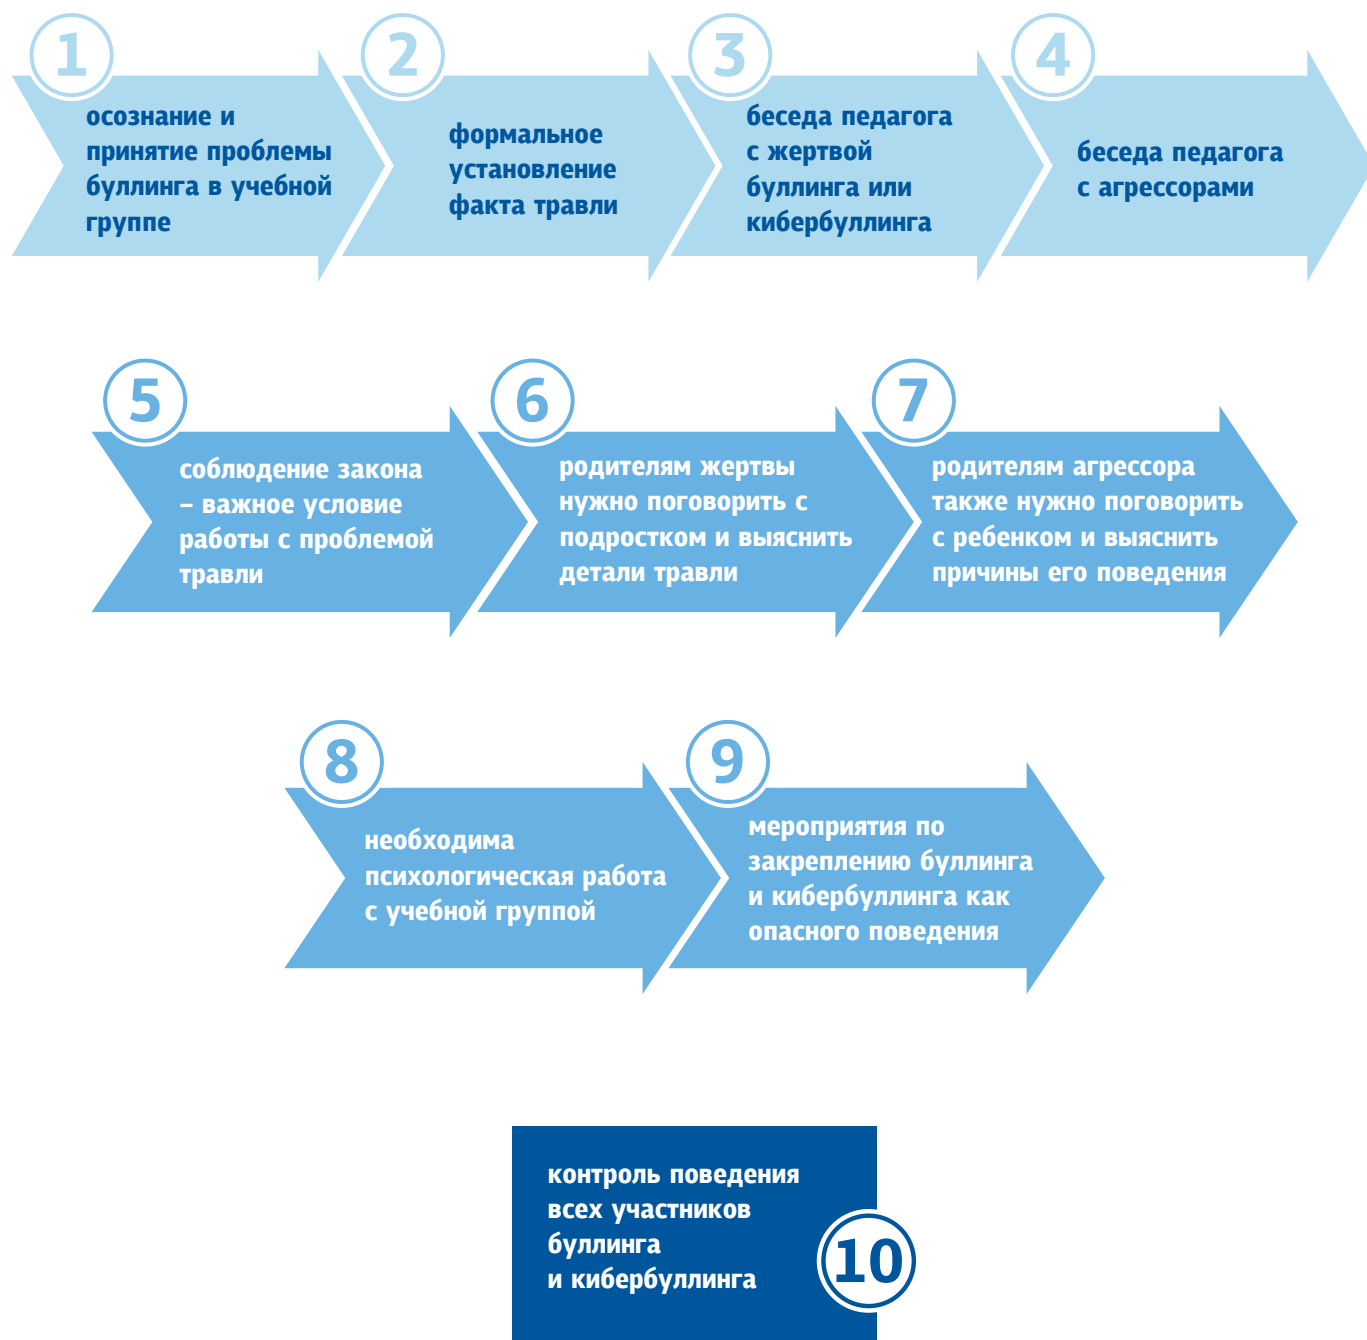 1
осознание и
принятие проблемы
буллинга в учебной
группе
2
формальное
установление
факта травли
3
беседа педагога
с жертвой
буллинга или
кибербуллинга
4
беседа педагога
с агрессорами
5
соблюдение закона
– важное условие
работы с проблемой
травли
6
родителям жертвы
нужно поговорить с
подростком и выяснить
детали травли
7
родителям агрессора
также нужно поговорить
с ребенком и выяснить
причины его поведения
8
необходима
психологическая работа
с учебной группой
9
мероприятия по
закреплению буллинга
и кибербуллинга как
опасного поведения
контроль поведения
всех участников
буллинга
и кибербуллинга
10